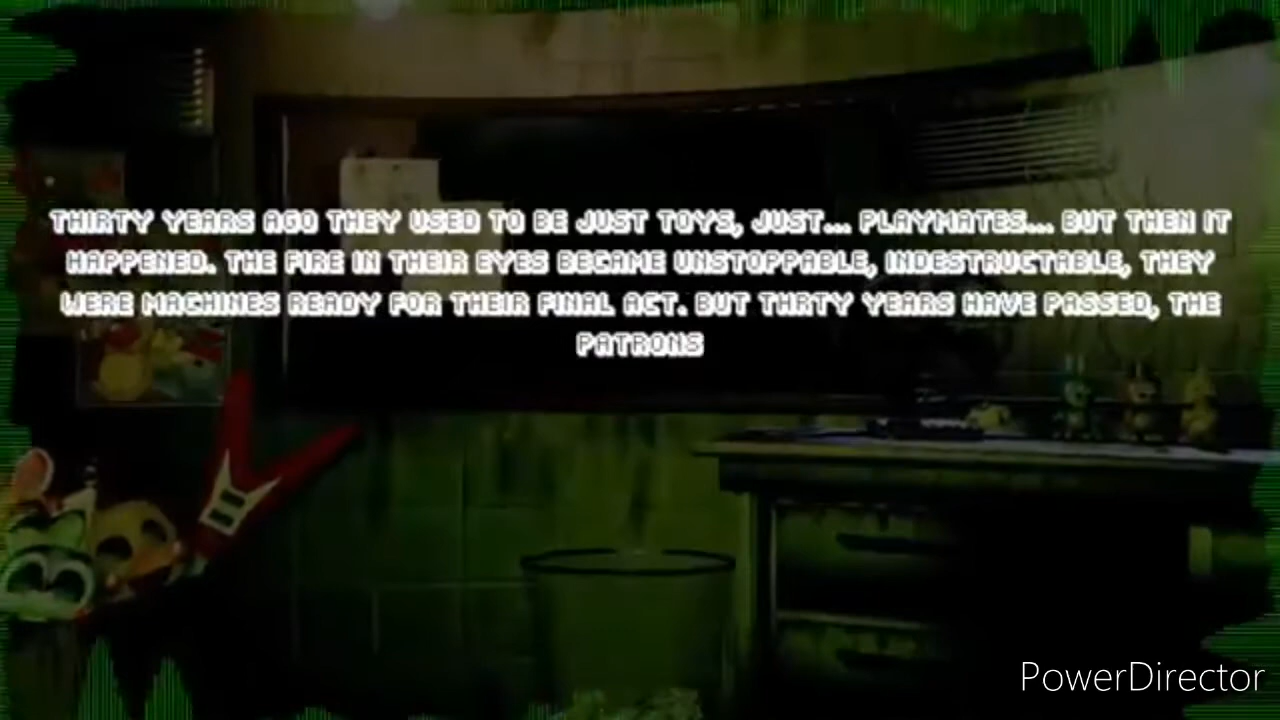 THIRTY YEARS AGO THEY USED TO BE JUST TOYS, JUST... PLAYMATES... BUT THEN IT
HAPPENED. THE FIRE IN THEIR EYES BECAME UNSTOPPABLE, INDESTRUCTABLE, THEY
WERE MACHINES READY FOR THEIR FINAL ACT. BUT THRTY YEARS HAVE PASSED, THE
PATRONS
PowerDirector